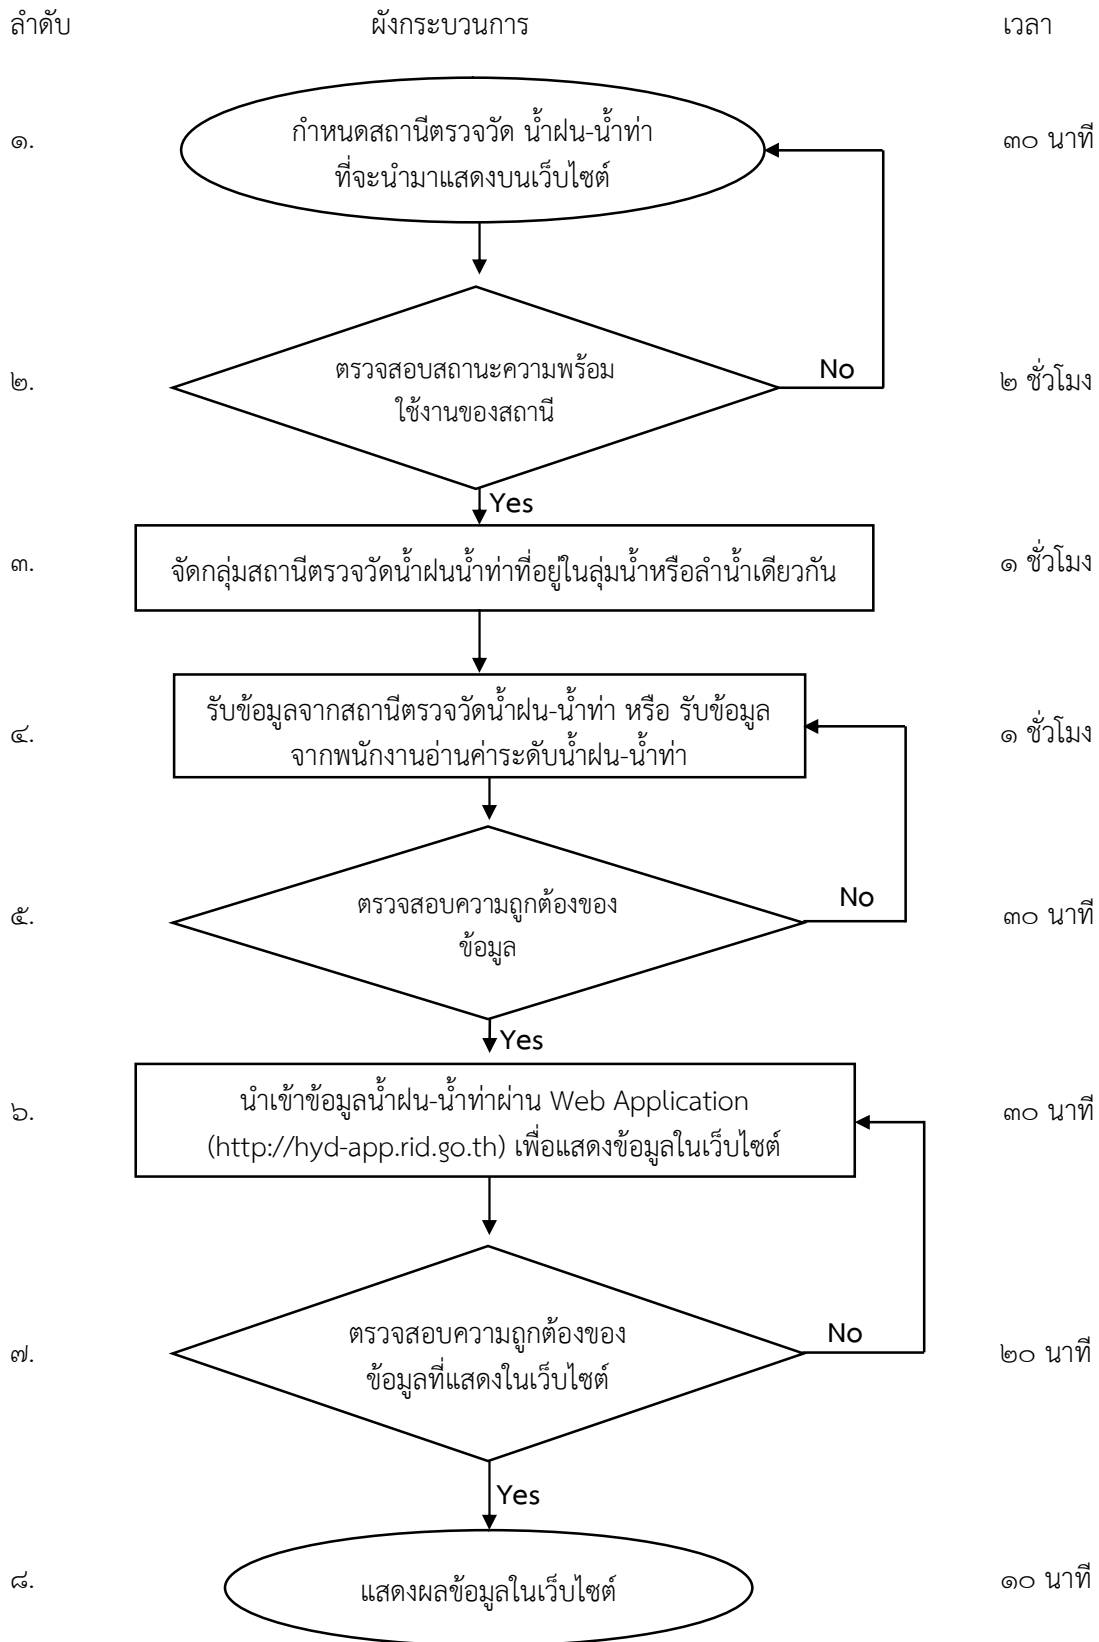 ลำดับ ผังกระบวนการ เวลา
๑. กำหนดสถานีตรวจวัด น้ำฝน-น้ำท่า ๓๐ นาที
ที่จะนำมาแสดงบนเว็บไซต์
๒. ตรวจสอบสถานะความพร้อม No ๒ ชั่วโมง
ใช้งานของสถานี
Yes
๓. จัดกลุ่มสถานีตรวจวัดน้ำฝนน้ำท่าที่อยู่ในลุ่มน้ำหรือลำน้ำเดียวกัน ๑ ชั่วโมง
๔. รับข้อมูลจากสถานีตรวจวัดน้ำฝน-น้ำท่า หรือ รับข้อมูล ๑ ชั่วโมง
จากพนักงานอ่านค่าระดับน้ำฝน-น้ำท่า
๕. ตรวจสอบความถูกต้องของ No ๓๐ นาที
ข้อมูล
Yes
๖. นำเข้าข้อมูลน้ำฝน-น้ำท่าผ่าน Web Application ๓๐ นาที
(http://hyd-app.rid.go.th) เพื่อแสดงข้อมูลในเว็บไซต์
๗. ตรวจสอบความถูกต้องของ No ๒๐ นาที
ข้อมูลที่แสดงในเว็บไซต์
Yes
๘. แสดงผลข้อมูลในเว็บไซต์ ๑๐ นาที